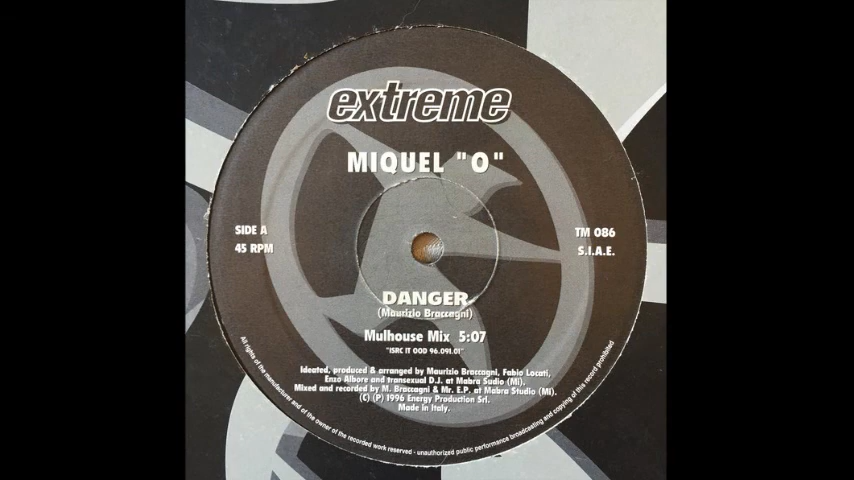 extreme
MIQUEL "O"
SIDE A
45 RPM
TM 086
S.I.A.E.
DANGER
(Maurizio Braccagni)
Mulhouse Mix 5:07
"ISRC IT OOD 96.091.01"
Ideated, produced & arranged by Maurizio Braccagni, Fabio Locati,
Enzo Albore and transexual D.J. at Mabra Sudio (Mi).
Mixed and recorded by M. Braccagni & Mr. E.P. at Mabra Studio (Mi).
(C) (P) 1996 Energy Production Srl.
Made in Italy.
All rights of the manufacturer and of the owner of the recorded work reserved - unauthorized public performance broadcasting and copying of this record prohibited